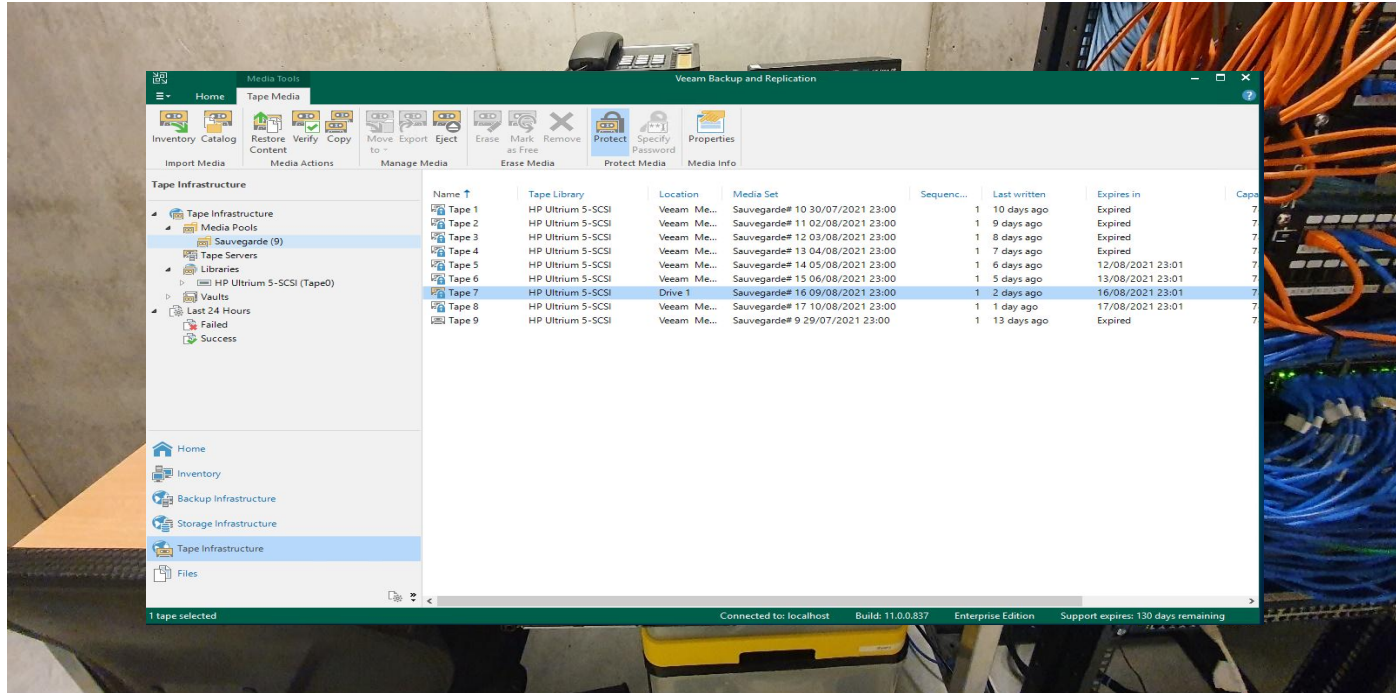 Media Tools
Veeam Backup and Replication
Home Tape Media
Inventory Catalog
Import Media
Restore Content Verify Copy
Media Actions
Move to Export Eject
Manage Media
Erase Mark as Free Remove
Erase Media
Protect Specify Password
Protect Media
Properties
Media Info
Tape Infrastructure
Tape Infrastructure
Media Pools
Sauvegarde (9)
Tape Servers
Libraries
HP Ultrium 5-SCSI (Tape0)
Vaults
Last 24 Hours
Failed
Success
Home
Inventory
Backup Infrastructure
Storage Infrastructure
Tape Infrastructure
Files
Name Tape Library Location Media Set Sequenc... Last written Expires in Capa
Tape 1 HP Ultrium 5-SCSI Veeam Me... Sauvegarde# 10 30/07/2021 23:00 1 10 days ago Expired 7
Tape 2 HP Ultrium 5-SCSI Veeam Me... Sauvegarde# 11 02/08/2021 23:00 1 9 days ago Expired 7
Tape 3 HP Ultrium 5-SCSI Veeam Me... Sauvegarde# 12 03/08/2021 23:00 1 8 days ago Expired 7
Tape 4 HP Ultrium 5-SCSI Veeam Me... Sauvegarde# 13 04/08/2021 23:00 1 7 days ago Expired 7
Tape 5 HP Ultrium 5-SCSI Veeam Me... Sauvegarde# 14 05/08/2021 23:00 1 6 days ago 12/08/2021 23:01 7
Tape 6 HP Ultrium 5-SCSI Veeam Me... Sauvegarde# 15 06/08/2021 23:00 1 5 days ago 13/08/2021 23:01 7
Tape 7 HP Ultrium 5-SCSI Drive 1 Sauvegarde# 16 09/08/2021 23:00 1 2 days ago 16/08/2021 23:01 7
Tape 8 HP Ultrium 5-SCSI Veeam Me... Sauvegarde# 17 10/08/2021 23:00 1 1 day ago 17/08/2021 23:01 7
Tape 9 HP Ultrium 5-SCSI Veeam Me... Sauvegarde# 9 29/07/2021 23:00 1 13 days ago Expired 7
1 tape selected Connected to: localhost Build: 11.0.0.837 Enterprise Edition Support expires: 130 days remaining